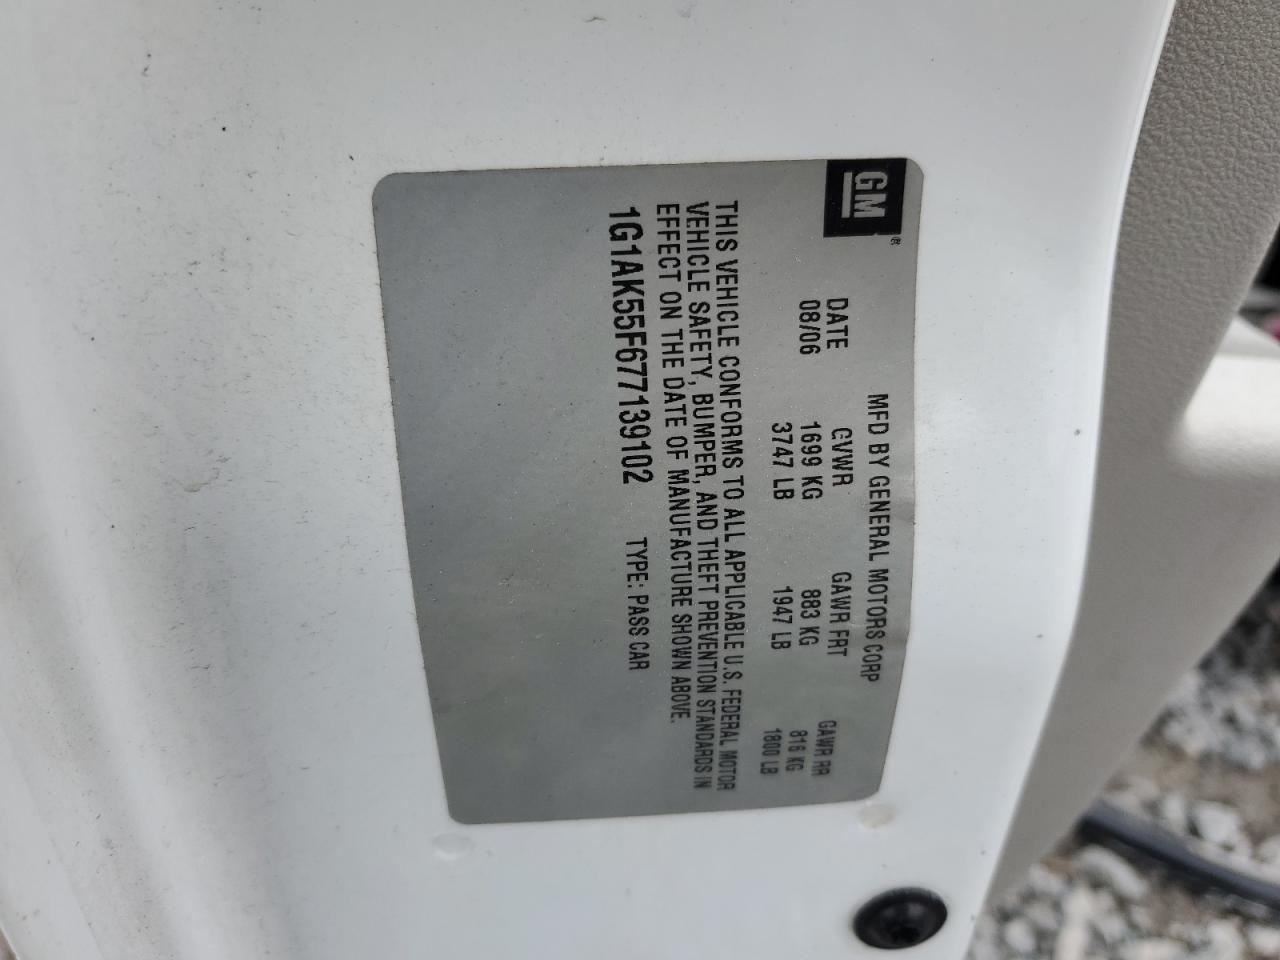 GM®
MFD BY GENERAL MOTORS CORP
DATE GVWR GAWR FRT GAWR RR
08/06 1699 KG 883 KG 816 KG
3747 LB 1947 LB 1800 LB
THIS VEHICLE CONFORMS TO ALL APPLICABLE U.S. FEDERAL MOTOR
VEHICLE SAFETY, BUMPER, AND THEFT PREVENTION STANDARDS IN
EFFECT ON THE DATE OF MANUFACTURE SHOWN ABOVE.
1G1AK55F677139102 TYPE: PASS CAR